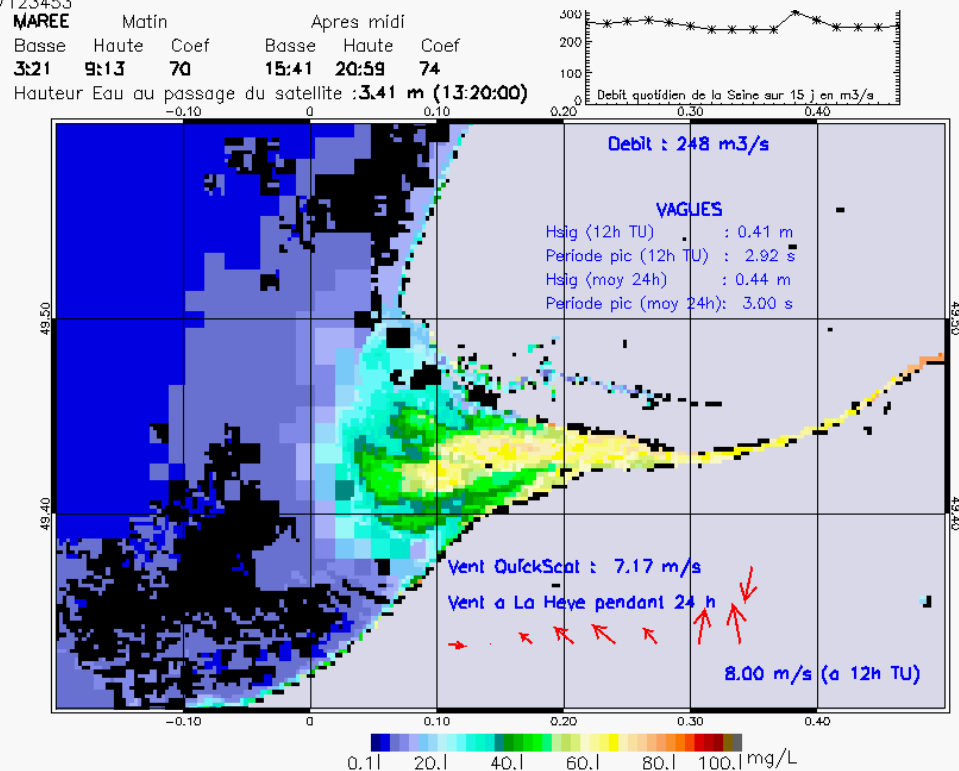 123453
MAREE Matin Apres midi
Basse Haute Coef Basse Haute Coef
3:21 9:13 70 15:41 20:59 74
Hauteur Eau au passage du satellite : 3.41 m (13:20:00)
300
200
100
0
Debit quotidien de la Seine sur 15 j en m3/s
-0.10 0 0.10 0.20 0.30 0.40
Debit : 248 m3/s
VAGUES
Hsig (12h TU) : 0.41 m
Periode pic (12h TU) : 2.92 s
Hsig (moy 24h) : 0.44 m
Periode pic (moy 24h): 3.00 s
49.50 49.50
49.40 49.40
Vent QuickScat : 7.17 m/s
Vent a La Heve pendant 24 h
8.00 m/s (a 12h TU)
-0.10 0 0.10 0.20 0.30 0.40
0.1| 20.| 40.| 60.| 80.| 100.| mg/L